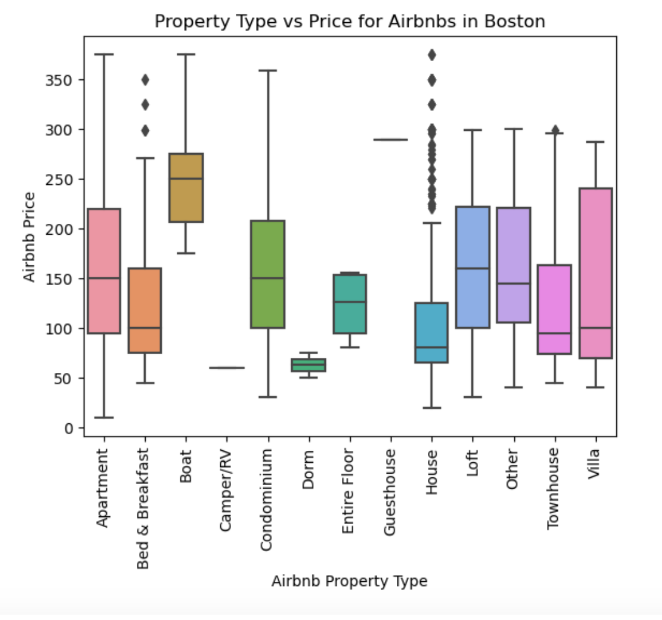 Property Type vs Price for Airbnbs in Boston
Airbnb Price
350
300
250
200
150
100
50
0
Apartment
Bed & Breakfast
Boat
Camper/RV
Condominium
Dorm
Entire Floor
Guesthouse
House
Loft
Other
Townhouse
Villa
Airbnb Property Type